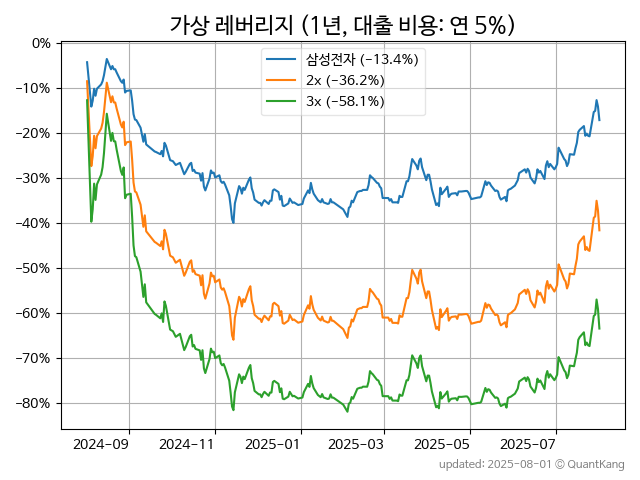 가상 레버리지 (1년, 대출 비용: 연 5%)
삼성전자 (−13.4%)
2x (−36.2%)
3x (−58.1%)
0%
−10%
−20%
−30%
−40%
−50%
−60%
−70%
−80%
2024-09 2024-11 2025-01 2025-03 2025-05 2025-07
updated: 2025-08-01 © QuantKang